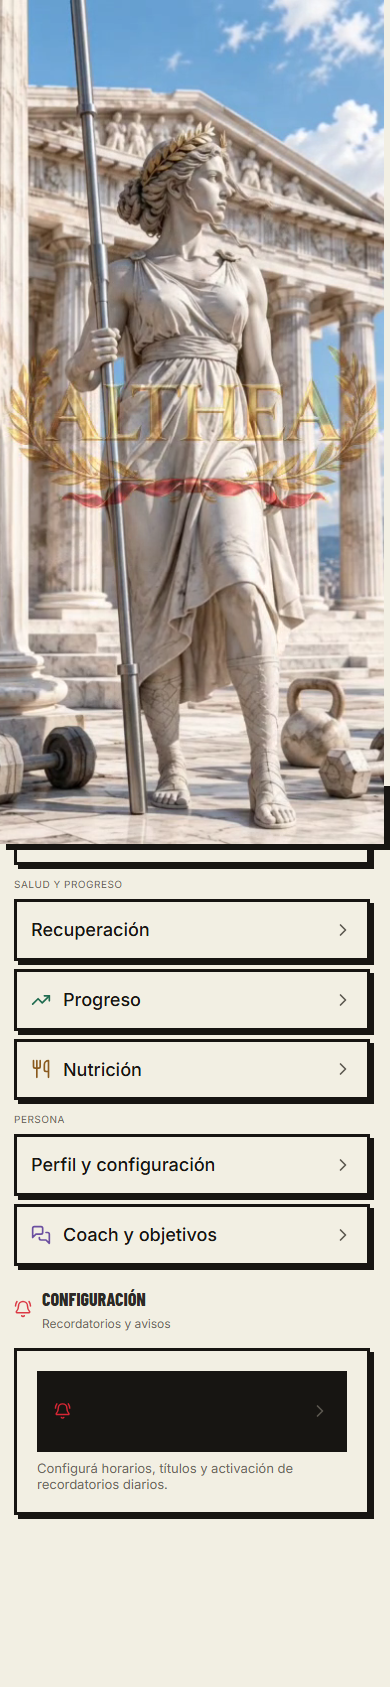 ALTHEA
SALUD Y PROGRESO
Recuperación
Progreso
Nutrición
PERSONA
Perfil y configuración
Coach y objetivos
CONFIGURACIÓN
Recordatorios y avisos
Configurá horarios, títulos y activación de
recordatorios diarios.